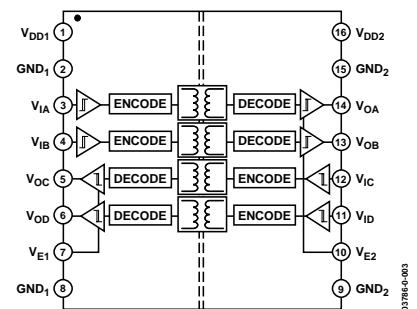 VDD1 1 16 VDD2
GND1 2 15 GND2
VIA 3 ENCODE DECODE 14 VOA
VIB 4 ENCODE DECODE 13 VOB
VOC 5 DECODE ENCODE 12 VIC
VOD 6 DECODE ENCODE 11 VID
VE1 7 10 VE2
GND1 8 9 GND2
03786-0-003